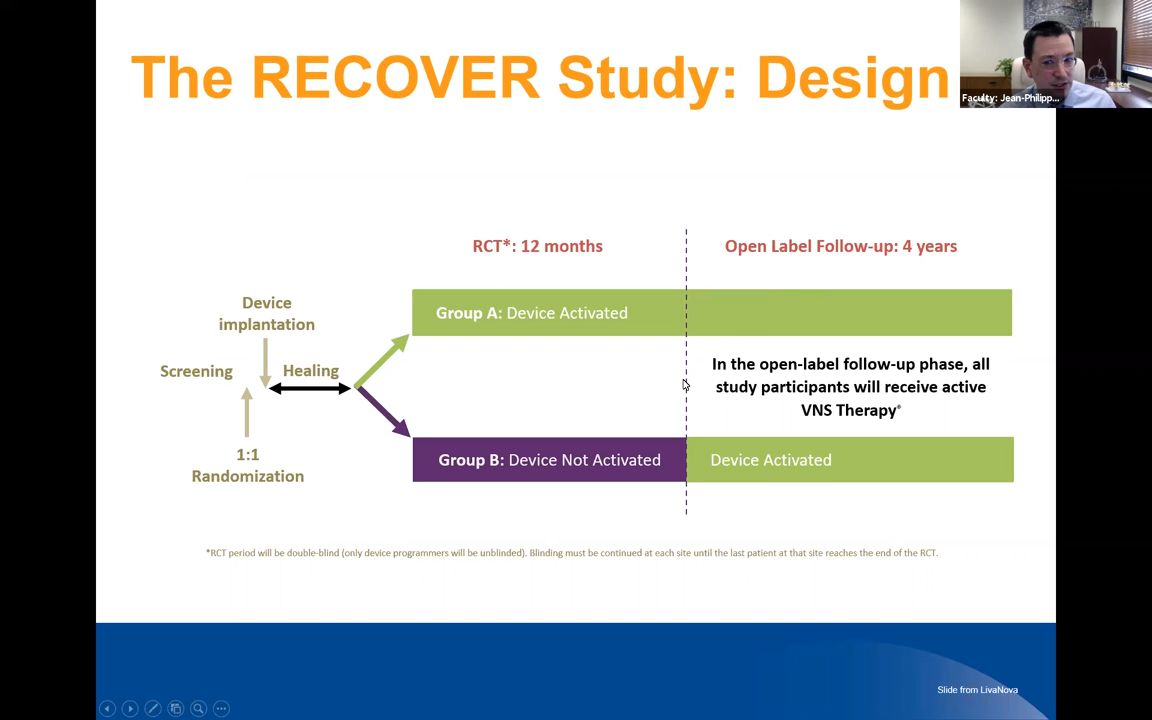 The RECOVER Study: Design
Faculty: Jean-Philipp...
RCT*: 12 months
Open Label Follow-up: 4 years
Group A: Device Activated
Device
implantation
Screening
Healing
1:1
Randomization
In the open-label follow-up phase, all
study participants will receive active
VNS Therapy®
Group B: Device Not Activated
Device Activated
*RCT period will be double-blind (only device programmers will be unblinded). Blinding must be continued at each site until the last patient at that site reaches the end of the RCT.
Slide from LivaNova